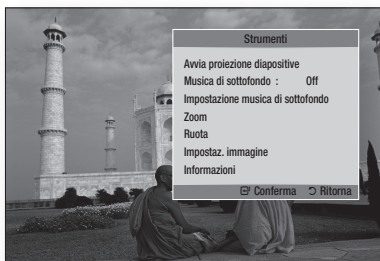 Strumenti
Avvia proiezione diapositive
Musica di sottofondo : Off
Impostazione musica di sottofondo
Zoom
Ruota
Impostaz. immagine
Informazioni
Conferma Ritorna